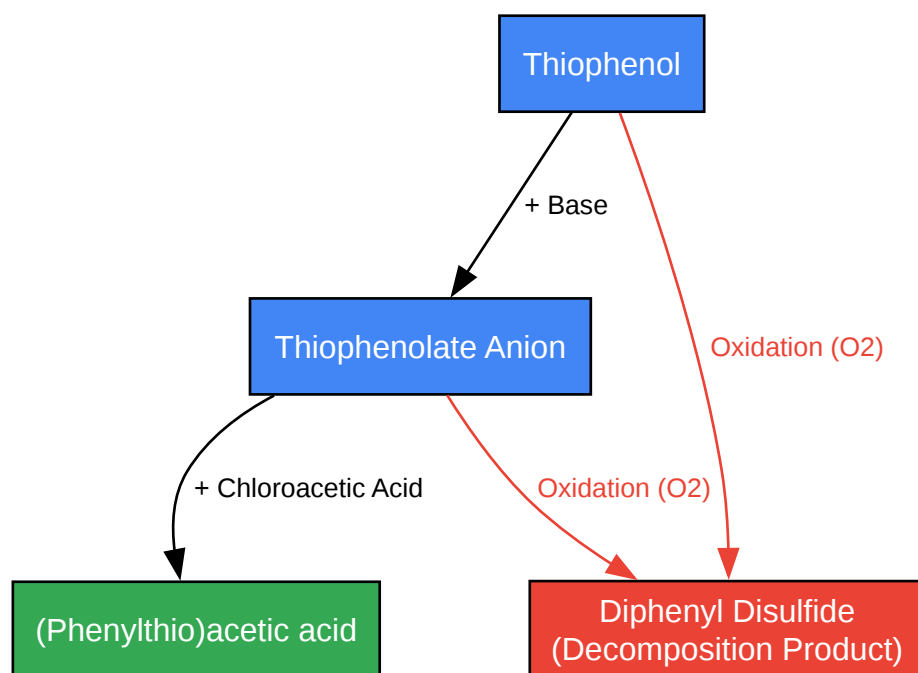 Thiophenol
+ Base
Thiophenolate Anion
Oxidation (O2)
+ Chloroacetic Acid
Oxidation (O2)
(Phenylthio)acetic acid
Diphenyl Disulfide
(Decomposition Product)